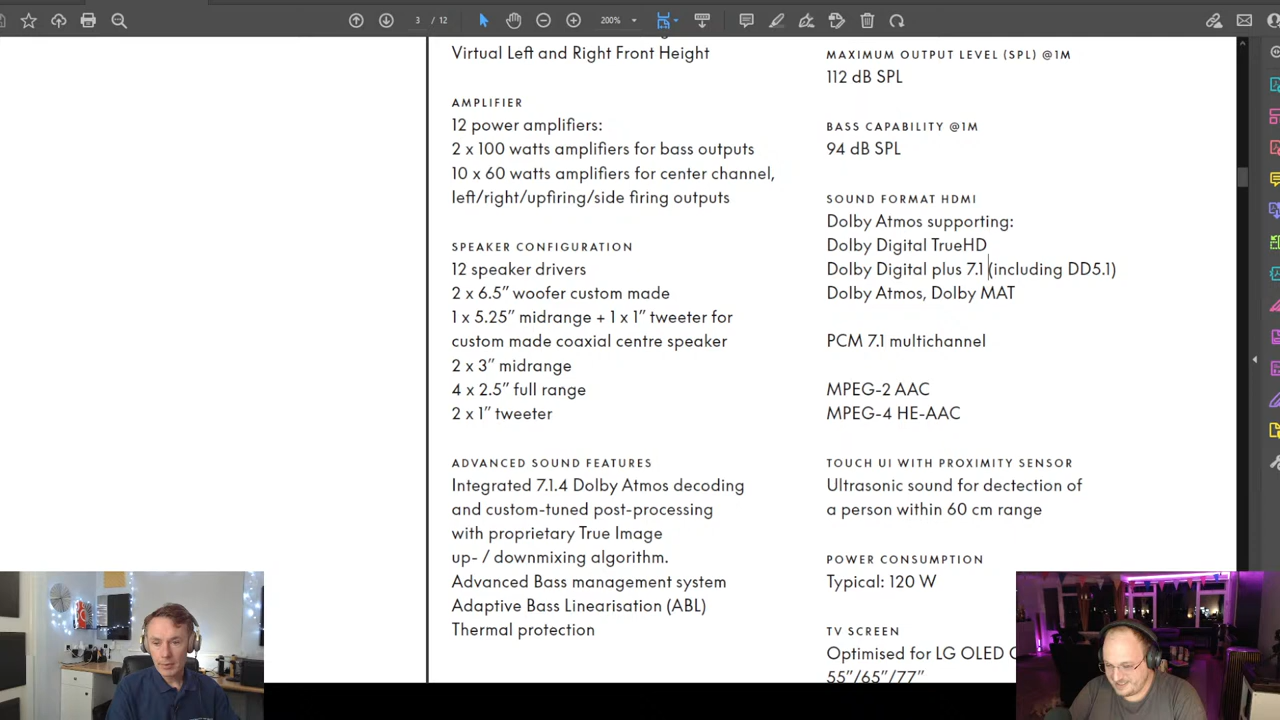 3 / 12
200%
Virtual Left and Right Front Height
AMPLIFIER
12 power amplifiers:
2 x 100 watts amplifiers for bass outputs
10 x 60 watts amplifiers for center channel,
left/right/upfiring/side firing outputs
SPEAKER CONFIGURATION
12 speaker drivers
2 x 6.5” woofer custom made
1 x 5.25” midrange + 1 x 1” tweeter for
custom made coaxial centre speaker
2 x 3” midrange
4 x 2.5” full range
2 x 1” tweeter
ADVANCED SOUND FEATURES
Integrated 7.1.4 Dolby Atmos decoding
and custom-tuned post-processing
with proprietary True Image
up- / downmixing algorithm.
Advanced Bass management system
Adaptive Bass Linearisation (ABL)
Thermal protection
MAXIMUM OUTPUT LEVEL (SPL) @1M
112 dB SPL
BASS CAPABILITY @1M
94 dB SPL
SOUND FORMAT HDMI
Dolby Atmos supporting:
Dolby Digital TrueHD
Dolby Digital plus 7.1 (including DD5.1)
Dolby Atmos, Dolby MAT
PCM 7.1 multichannel
MPEG-2 AAC
MPEG-4 HE-AAC
TOUCH UI WITH PROXIMITY SENSOR
Ultrasonic sound for dectection of
a person within 60 cm range
POWER CONSUMPTION
Typical: 120 W
TV SCREEN
Optimised for LG OLED
55”/65”/77”